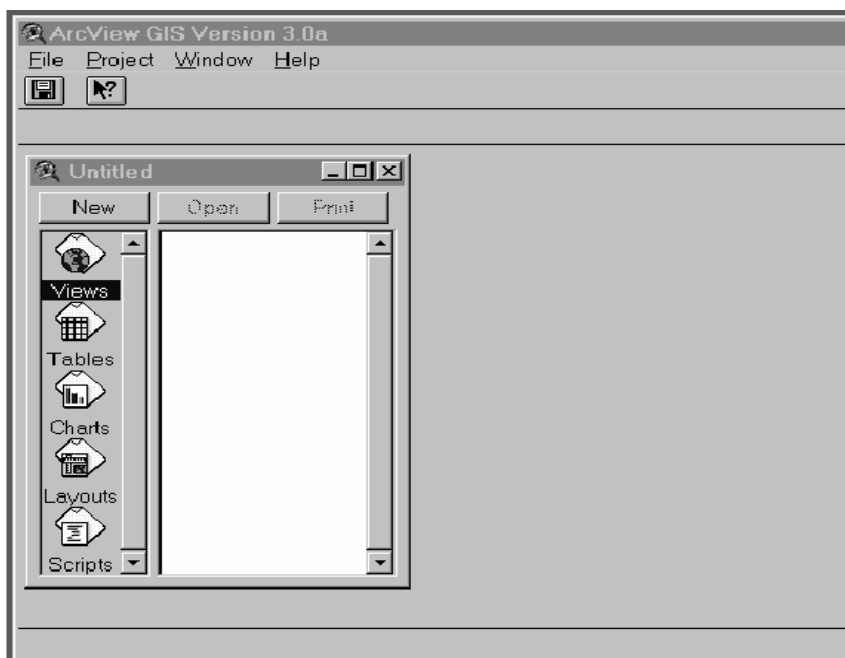 ArcView GIS Version 3.0a
File Project Window Help
Untitled
New Open Print
Views
Tables
Charts
Layouts
Scripts